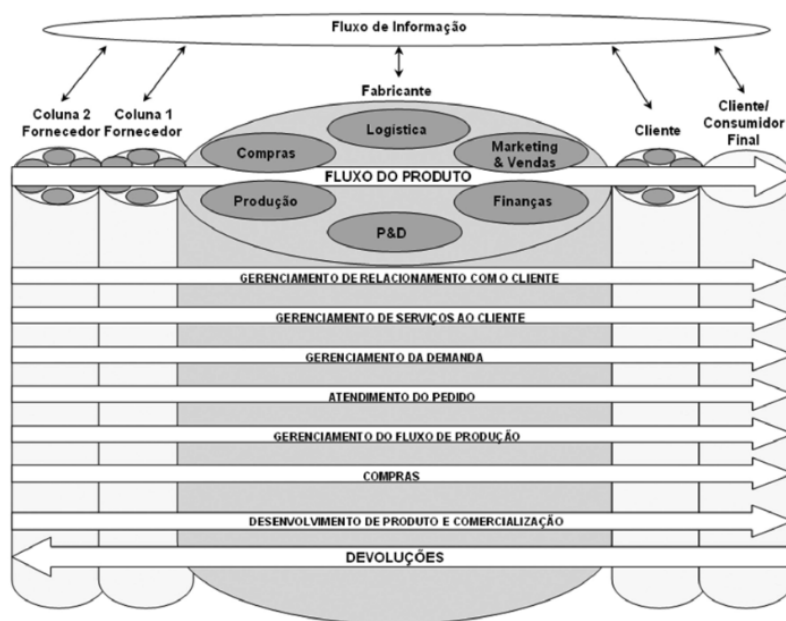 Fluxo de Informação
Coluna 2
Fornecedor
Coluna 1
Fornecedor
Fabricante
Cliente
Cliente/
Consumidor
Final
Logística
Compras
Marketing
& Vendas
FLUXO DO PRODUTO
Produção
Finanças
P&D
GERENCIAMENTO DE RELACIONAMENTO COM O CLIENTE
GERENCIAMENTO DE SERVIÇOS AO CLIENTE
GERENCIAMENTO DA DEMANDA
ATENDIMENTO DO PEDIDO
GERENCIAMENTO DO FLUXO DE PRODUÇÃO
COMPRAS
DESENVOLVIMENTO DE PRODUTO E COMERCIALIZAÇÃO
DEVOLUÇÕES